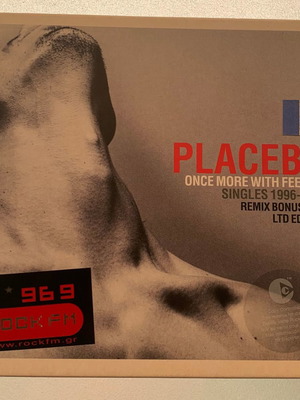 PLACEB
ONCE MORE WITH FEE
SINGLES 1996-
REMIX BONUS
LTD ED
96 9
ROCK FM
www.rockfm.gr